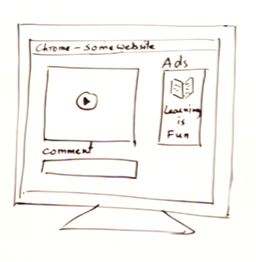 Chrome - Some website
Ads
Learning
is
Fun
comment